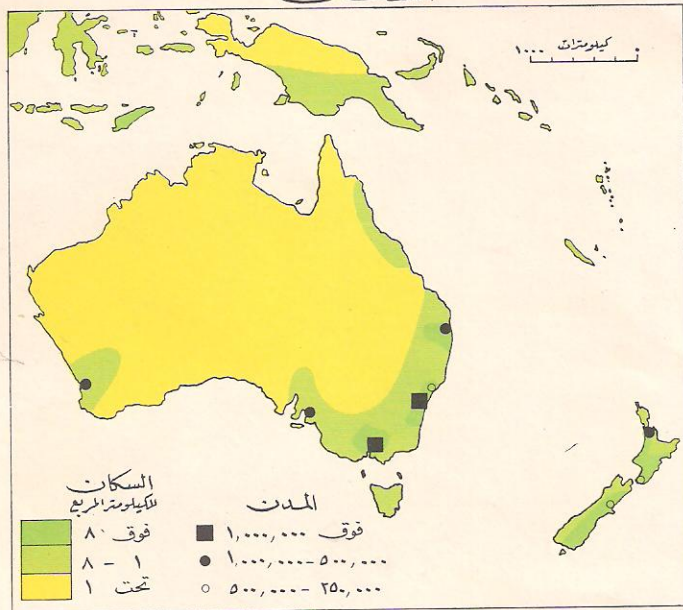 كيلومترات
١٠٠٠ ٠
السكان
للكيلومتر المربع
فوق ٨
١ - ٨
تحت ١
المدن
فوق ١,٠٠٠,٠٠٠
٥٠٠,٠٠٠ - ١,٠٠٠,٠٠٠
٢٥٠,٠٠٠ - ٥٠٠,٠٠٠